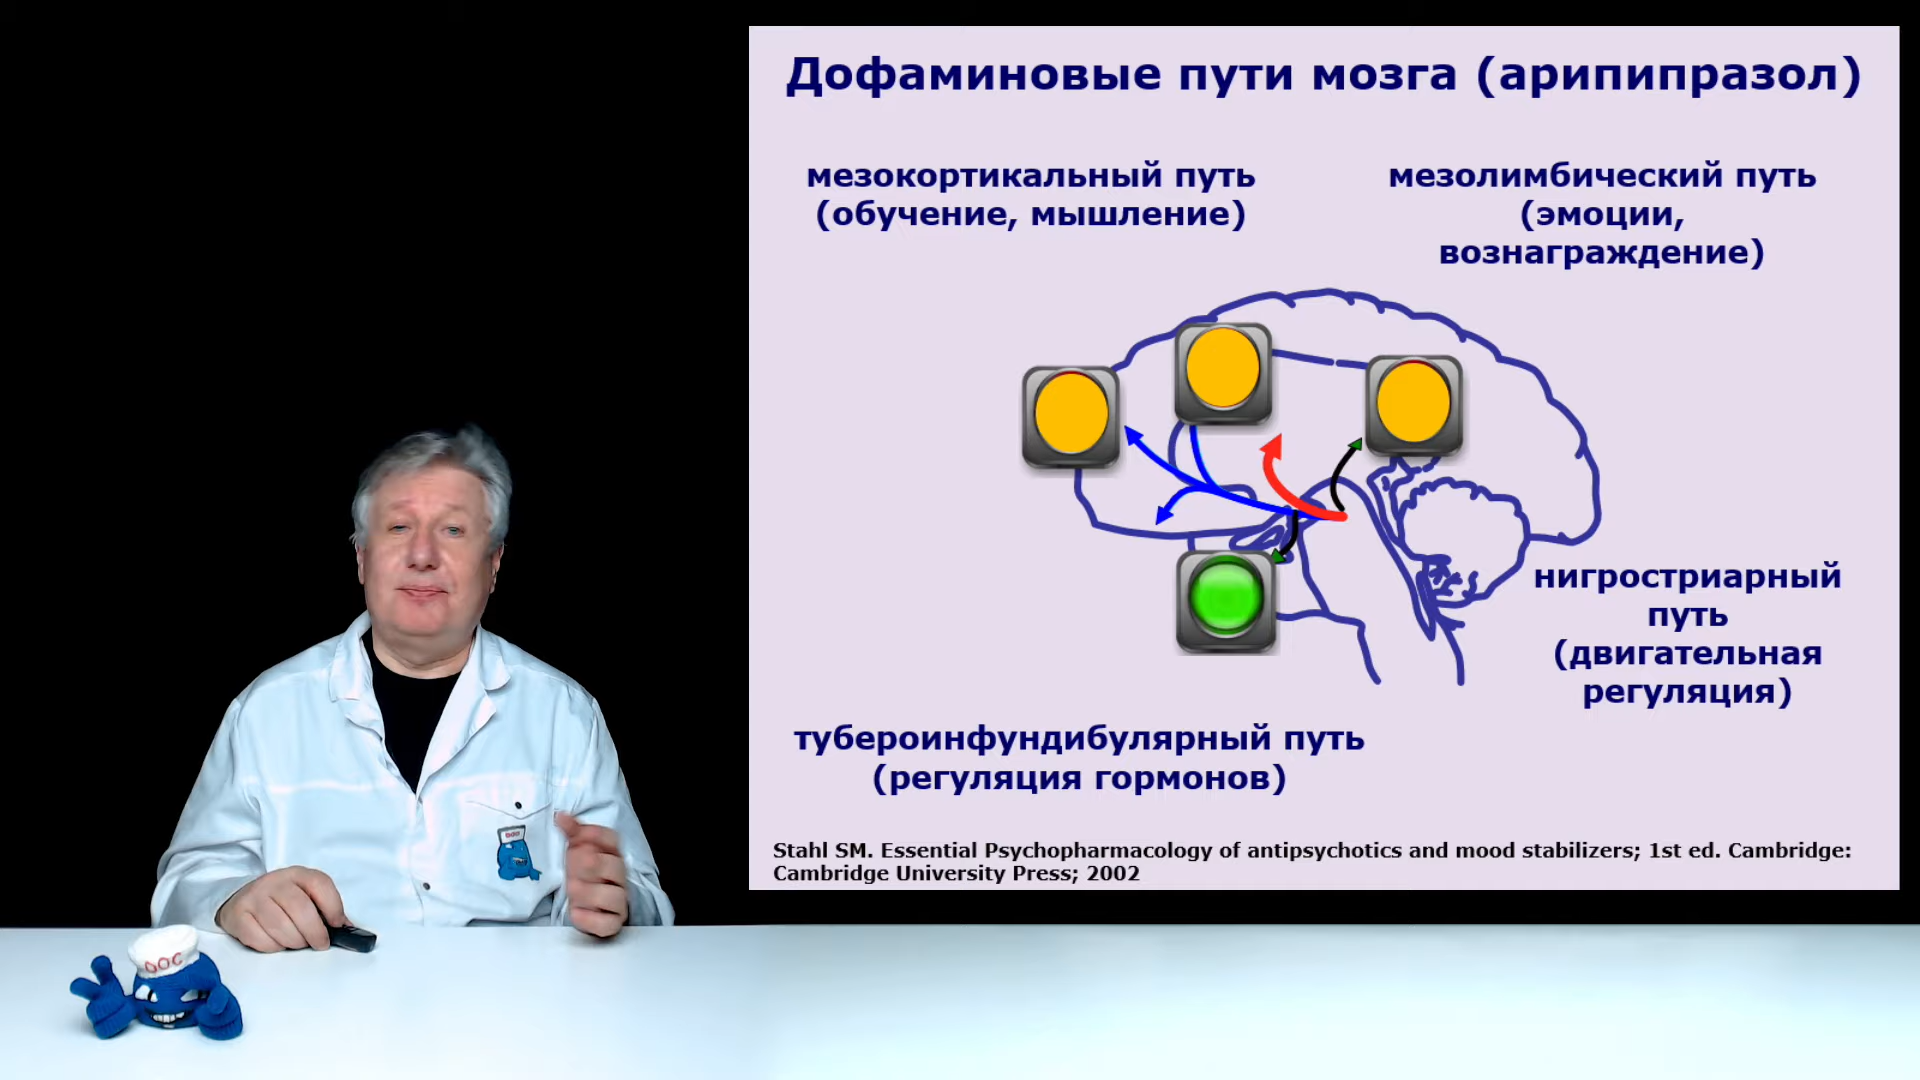 Дофаминовые пути мозга (арипипразол)
мезокортикальный путь
(обучение, мышление)
мезолимбический путь
(эмоции,
вознаграждение)
нигростриарный
путь
(двигательная
регуляция)
тубероинфундибулярный путь
(регуляция гормонов)
Stahl SM. Essential Psychopharmacology of antipsychotics and mood stabilizers; 1st ed. Cambridge:
Cambridge University Press; 2002
DOC